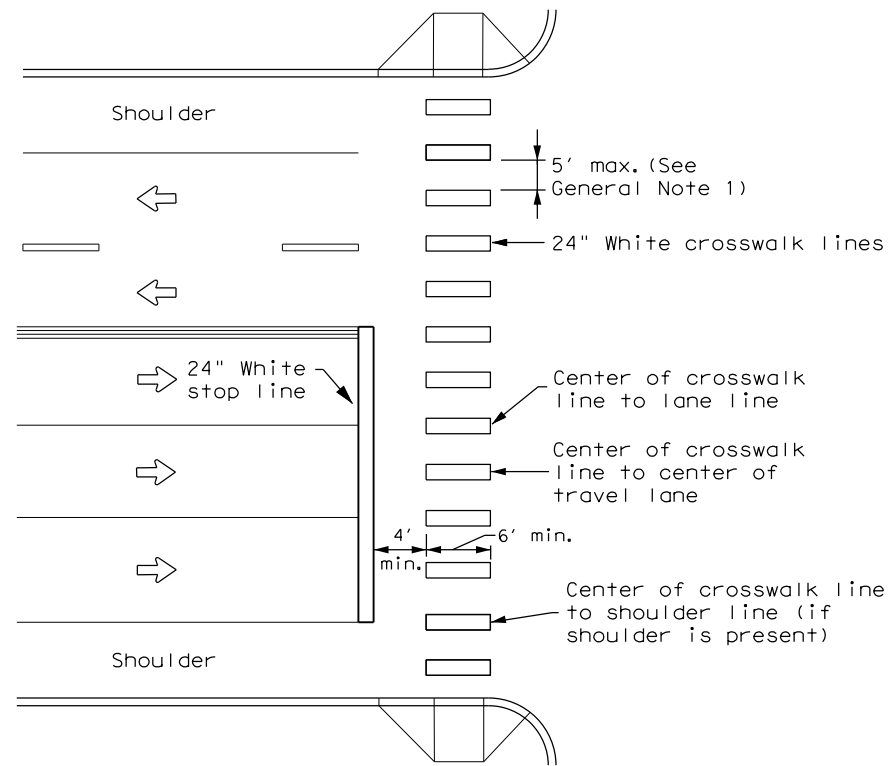 Shoulder
5' max. (See
General Note 1)
24" White crosswalk lines
24" White
stop line
Center of crosswalk
line to lane line
Center of crosswalk
line to center of
travel lane
4'
min.
6' min.
Center of crosswalk line
to shoulder line (if
shoulder is present)
Shoulder